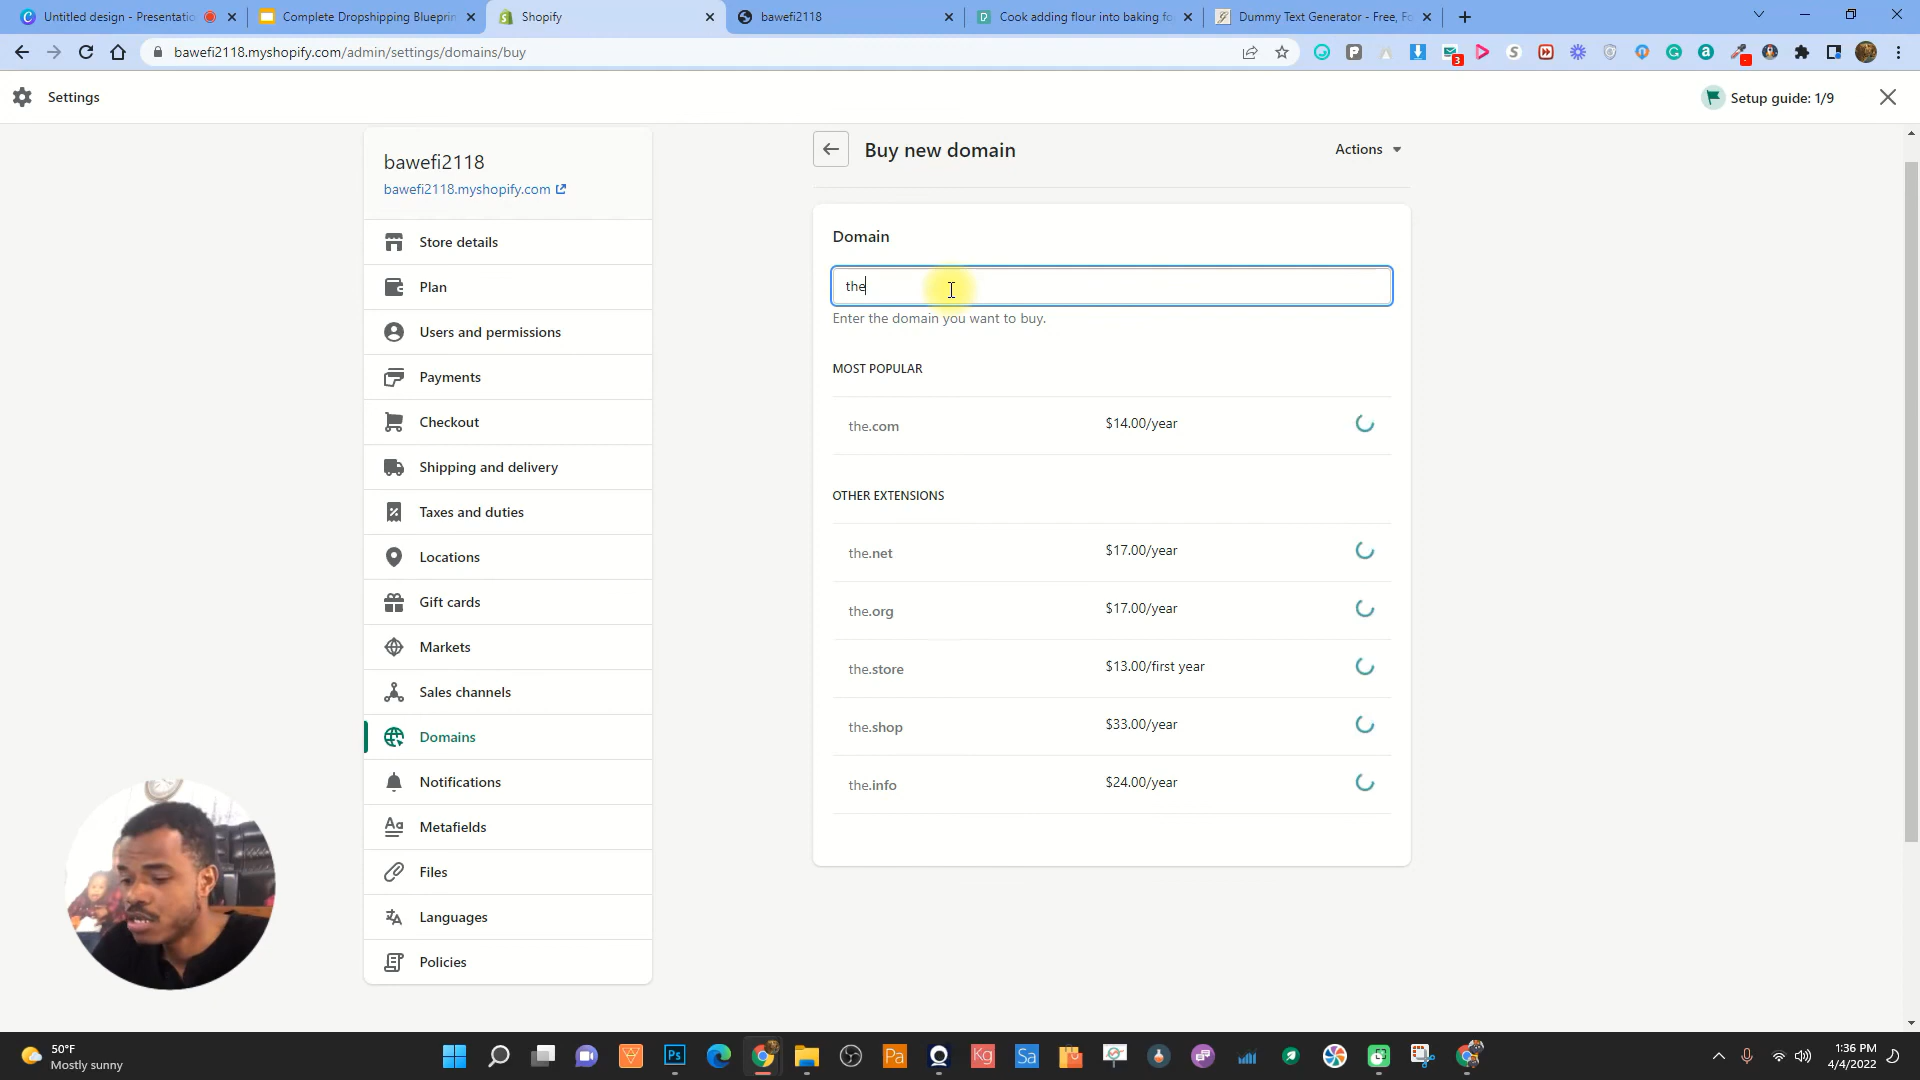 Untitled design - Presentatio
Complete Dropshipping Blueprin
Shopify
bawefi2118
Cook adding flour into baking fo
Dummy Text Generator - Free, Fo
bawefi2118.myshopify.com/admin/settings/domains/buy
3
Settings
Setup guide: 1/9
bawefi2118
bawefi2118.myshopify.com
Store details
Plan
Users and permissions
Payments
Checkout
Shipping and delivery
Taxes and duties
Locations
Gift cards
Markets
Sales channels
Domains
Notifications
Metafields
Files
Languages
Policies
Buy new domain
Actions
Domain
the
Enter the domain you want to buy.
MOST POPULAR
the.com $14.00/year
OTHER EXTENSIONS
the.net $17.00/year
the.org $17.00/year
the.store $13.00/first year
the.shop $33.00/year
the.info $24.00/year
50°F
Mostly sunny
Ps
Pa
Kg
Sa
1:36 PM
4/4/2022